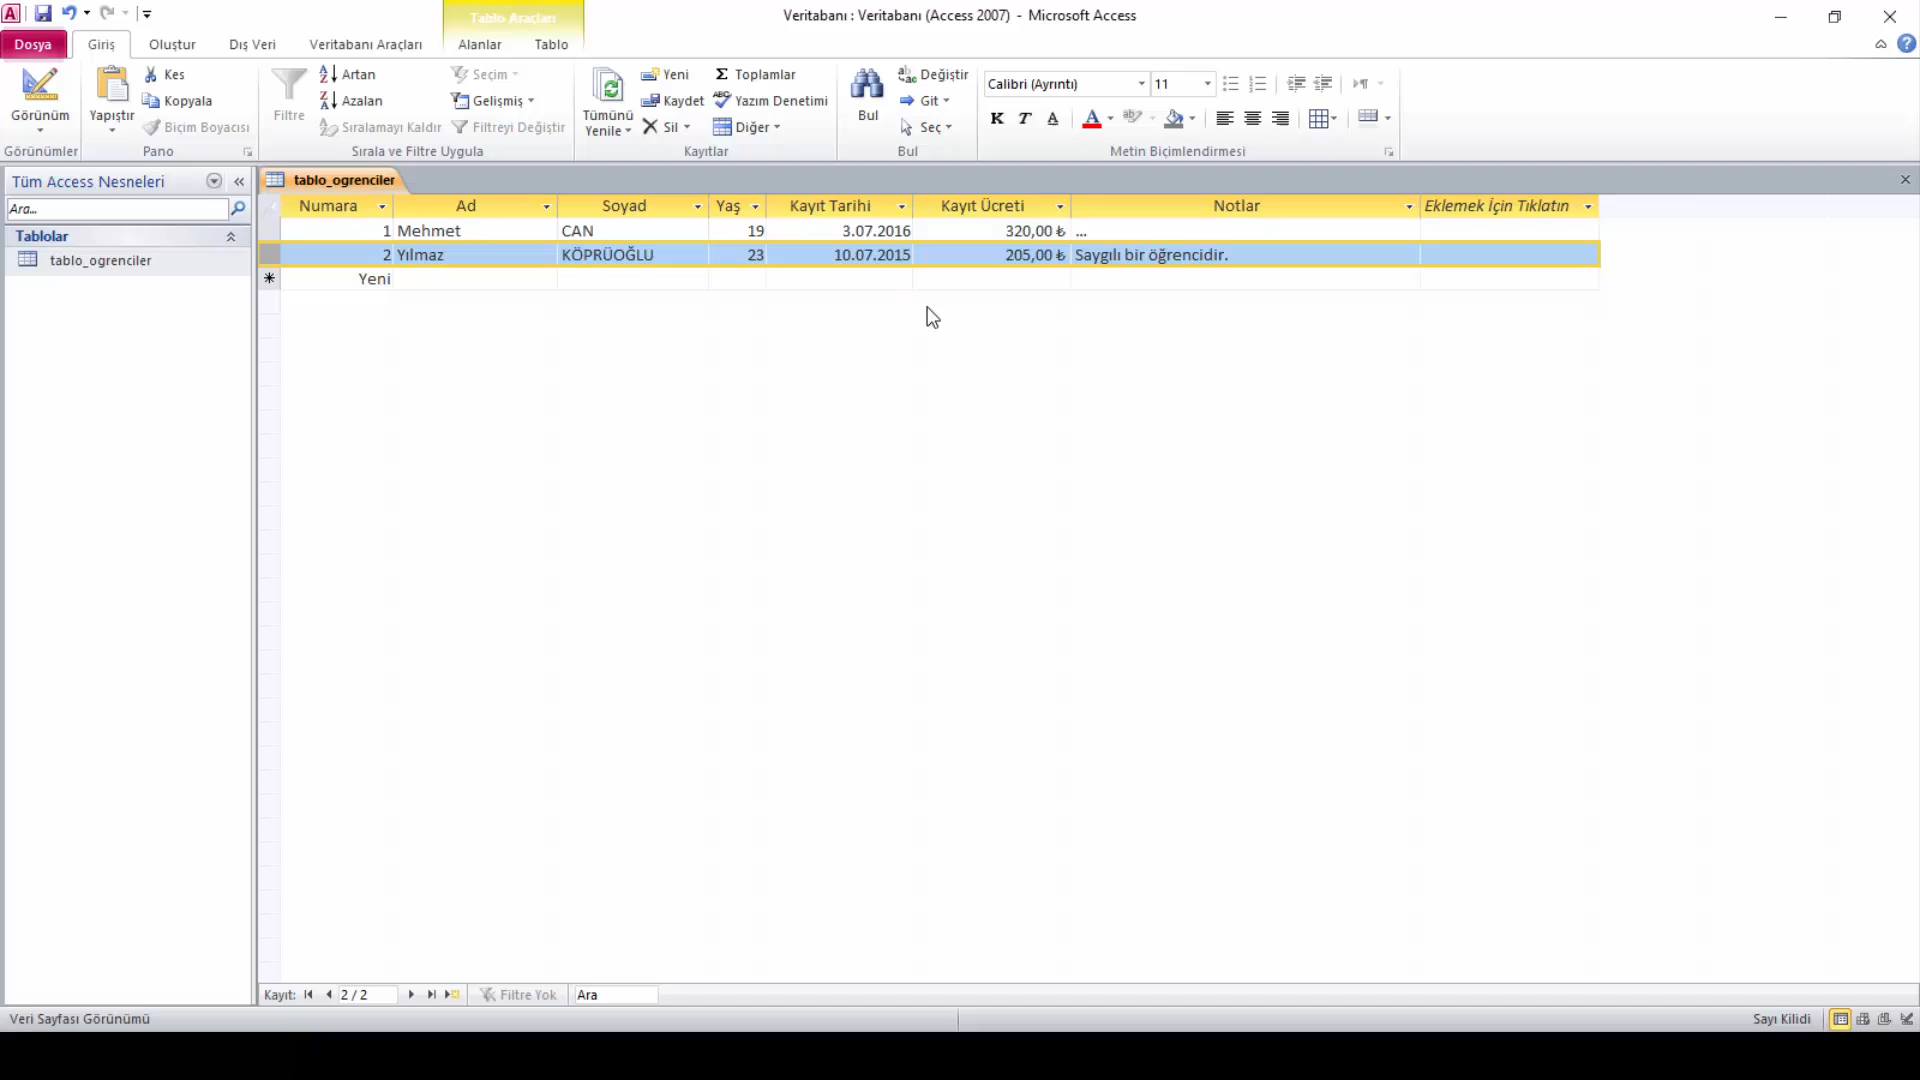 Tablo Araçları
Veritabanı : Veritabanı (Access 2007) - Microsoft Access
Dosya Giriş Oluştur Dış Veri Veritabanı Araçları Alanlar Tablo
Görünüm
Görünümler
Yapıştır
Kes
Kopyala
Biçim Boyacısı
Pano
Filtre
Artan
Azalan
Sıralamayı Kaldır
Seçim
Gelişmiş
Filtreyi Değiştir
Sırala ve Filtre Uygula
Tümünü
Yenile
Yeni
Kaydet
Sil
Toplamlar
Yazım Denetimi
Diğer
Kayıtlar
Bul
Değiştir
Git
Seç
Bul
Calibri (Ayrıntı) 11
K T A A
Metin Biçimlendirmesi
Tüm Access Nesneleri
Ara...
Tablolar
tablo_ogrenciler
tablo_ogrenciler
Numara Ad Soyad Yaş Kayıt Tarihi Kayıt Ücreti Notlar Eklemek İçin Tıklatın
1 Mehmet CAN 19 3.07.2016 320,00 ₺ ...
2 Yılmaz KÖPRÜOĞLU 23 10.07.2015 205,00 ₺ Saygılı bir öğrencidir.
Yeni
Kayıt: 2 / 2 Filtre Yok Ara
Veri Sayfası Görünümü Sayı Kilidi